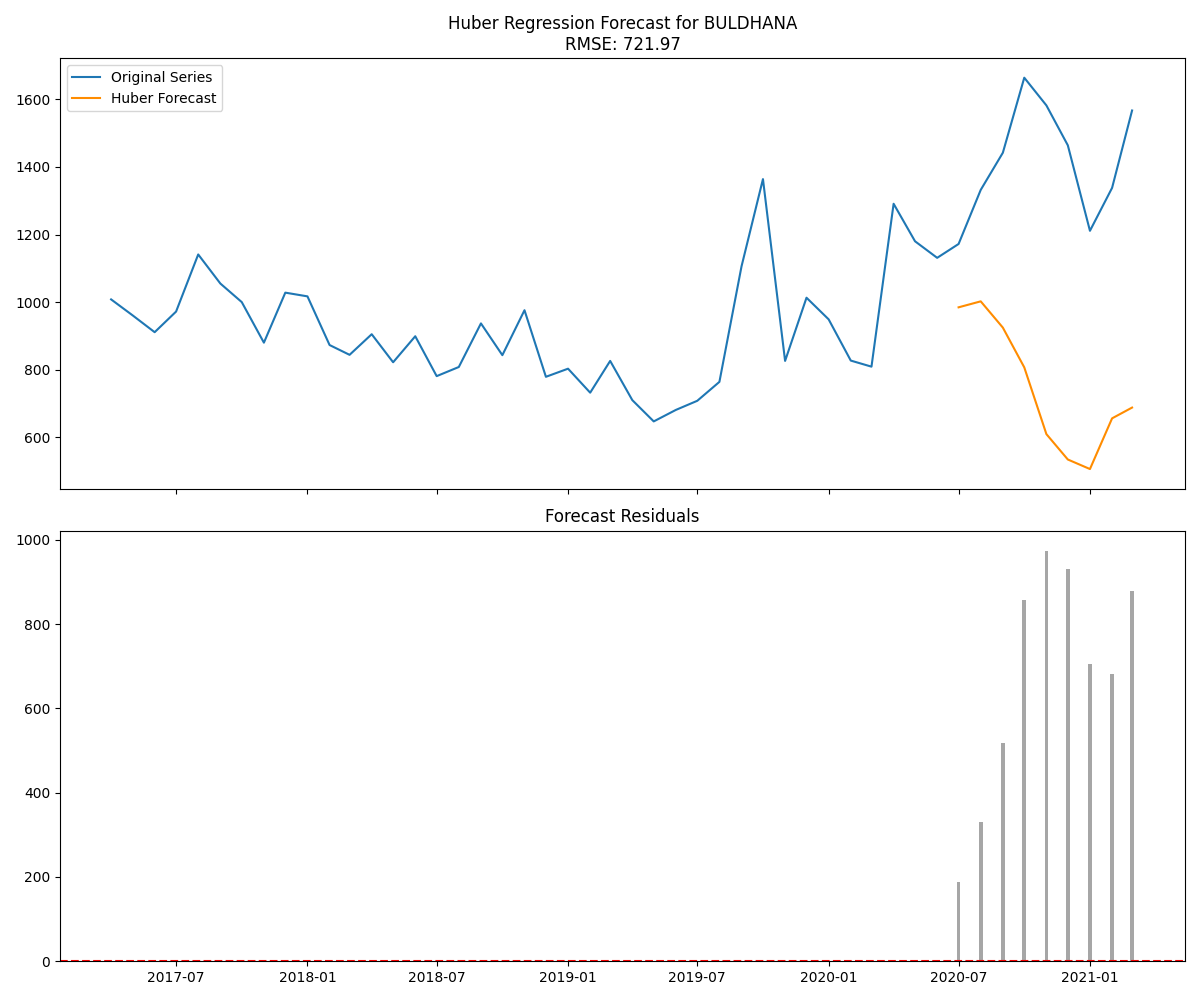 Huber Regression Forecast for BULDHANA
RMSE: 721.97
Original Series
Huber Forecast
1600
1400
1200
1000
800
600
Forecast Residuals
1000
800
600
400
200
0
2017-07 2018-01 2018-07 2019-01 2019-07 2020-01 2020-07 2021-01